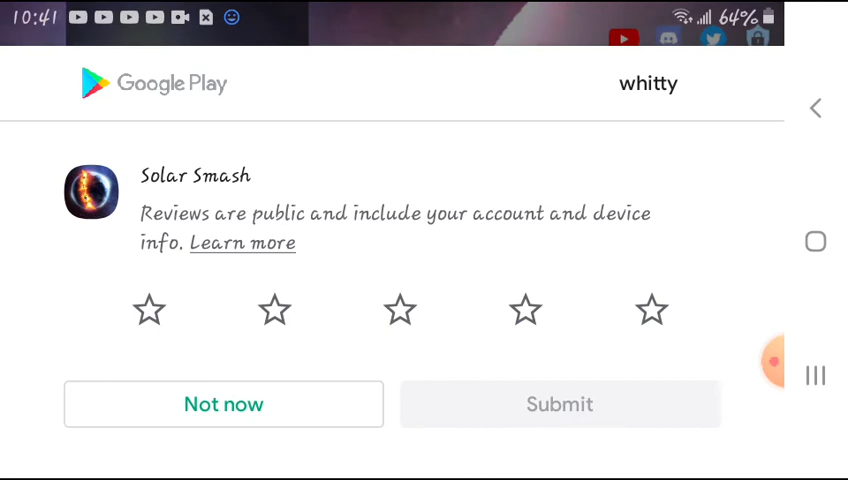 10:41 64%
Google Play whitty
Solar Smash
Reviews are public and include your account and device
info. Learn more
Not now Submit